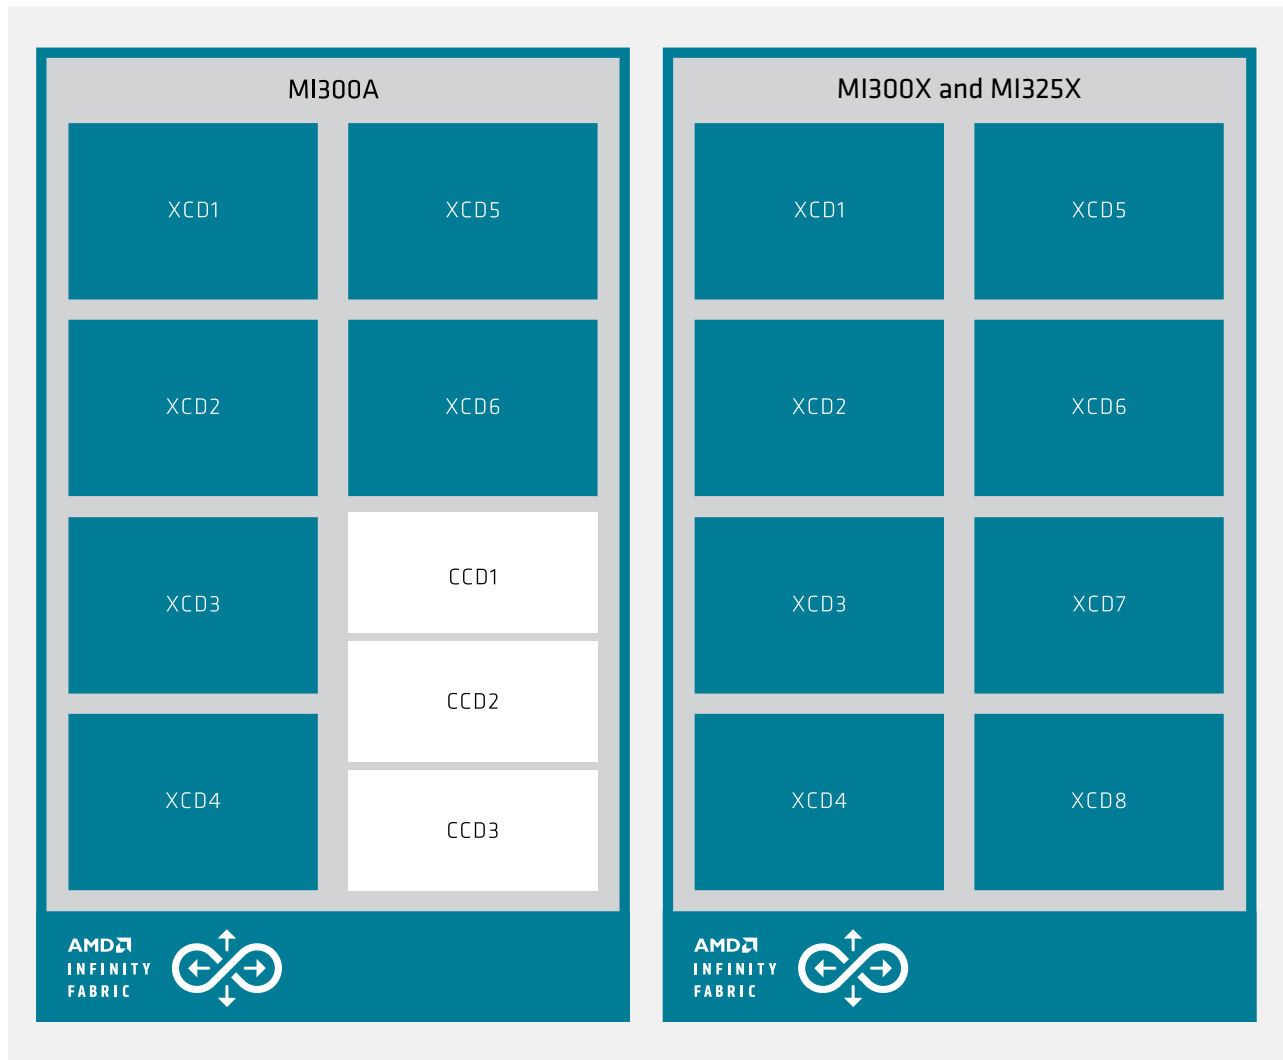 MI300A
XCD1
XCD5
XCD2
XCD6
XCD3
CCD1
CCD2
XCD4
CCD3
AMD
INFINITY
FABRIC
MI300X and MI325X
XCD1
XCD5
XCD2
XCD6
XCD3
XCD7
XCD4
XCD8
AMD
INFINITY
FABRIC